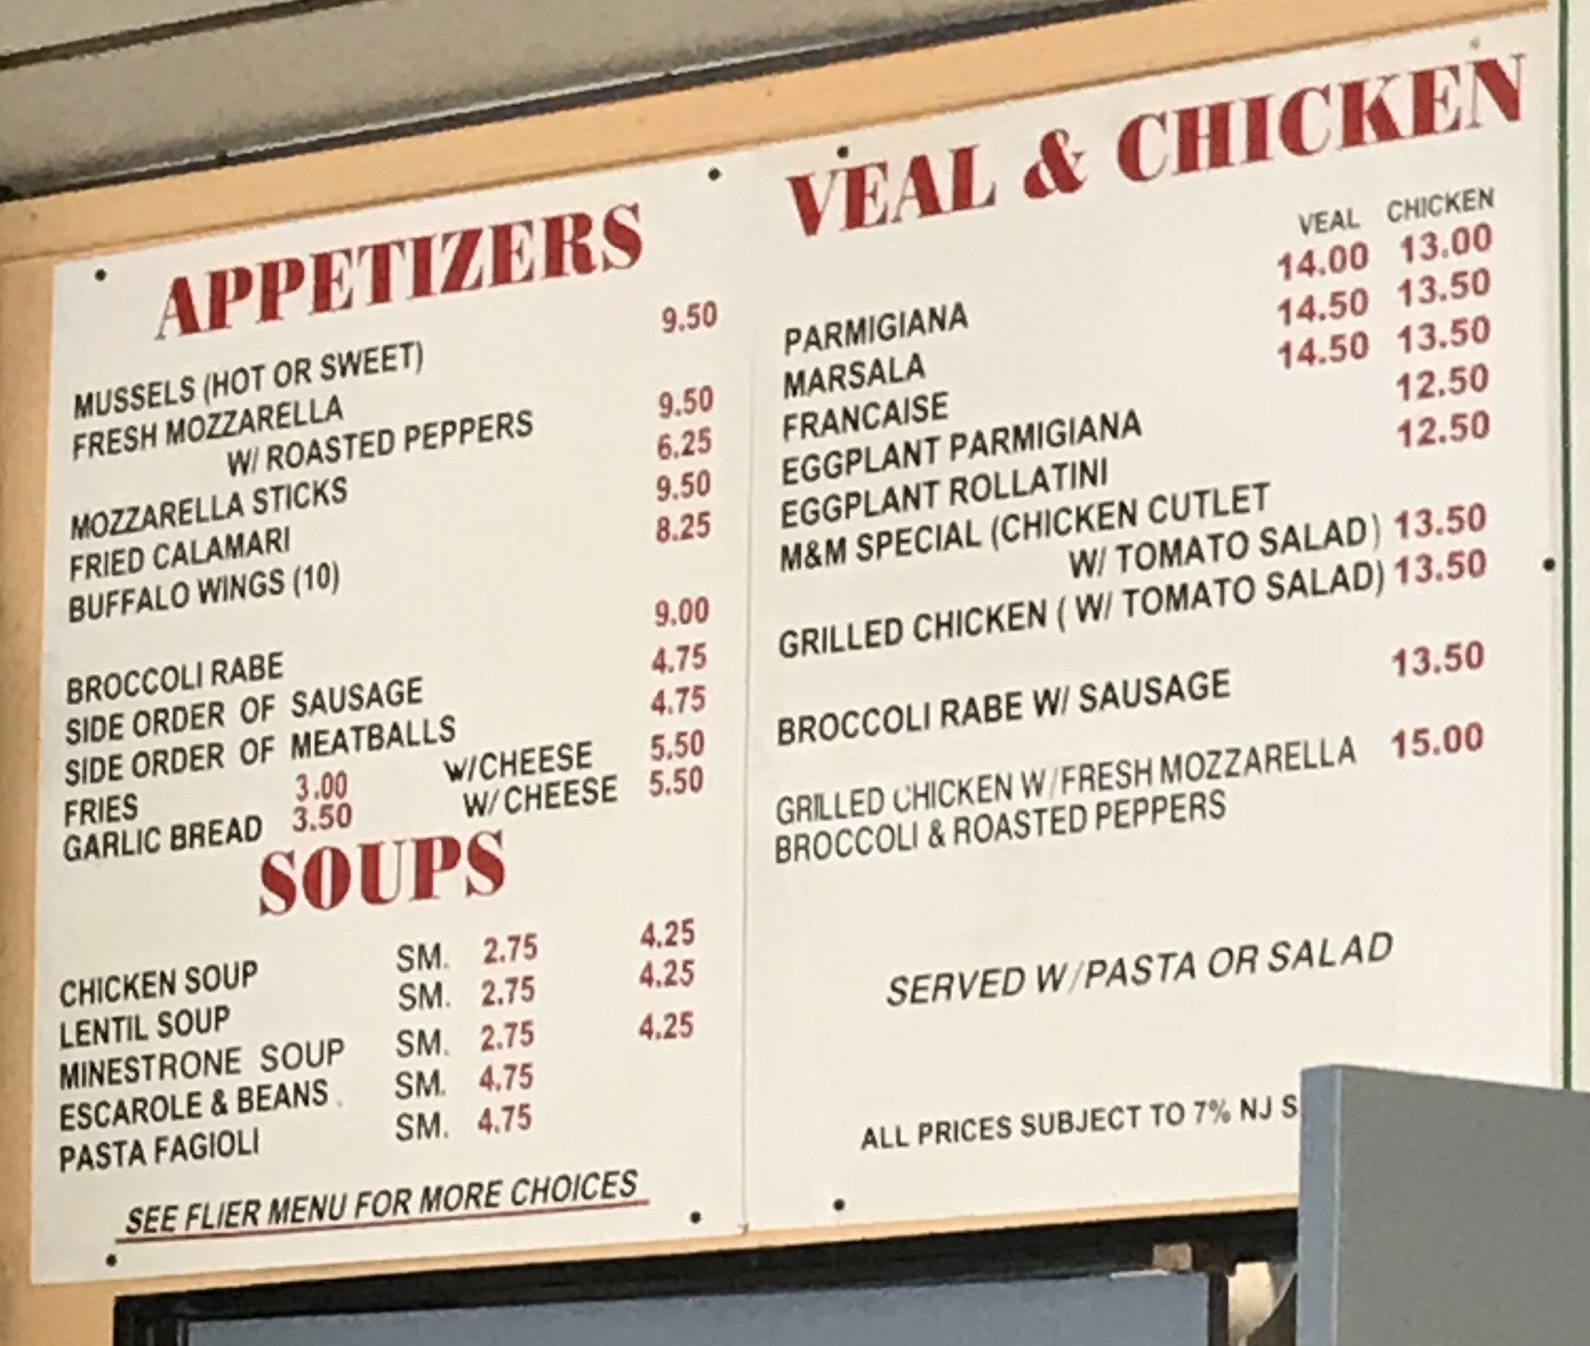 APPETIZERS
MUSSELS (HOT OR SWEET) 9.50
FRESH MOZZARELLA
W/ ROASTED PEPPERS 9.50
MOZZARELLA STICKS 6.25
FRIED CALAMARI 9.50
BUFFALO WINGS (10) 8.25
BROCCOLI RABE 9.00
SIDE ORDER OF SAUSAGE 4.75
SIDE ORDER OF MEATBALLS 4.75
FRIES 3.00 W/CHEESE 5.50
GARLIC BREAD 3.50 W/CHEESE 5.50
SOUPS
CHICKEN SOUP SM. 2.75 4.25
LENTIL SOUP SM. 2.75 4.25
MINESTRONE SOUP SM. 2.75 4.25
ESCAROLE & BEANS . SM. 4.75
PASTA FAGIOLI SM. 4.75
SEE FLIER MENU FOR MORE CHOICES
VEAL & CHICKEN
VEAL CHICKEN
PARMIGIANA 14.00 13.00
MARSALA 14.50 13.50
FRANCAISE 14.50 13.50
EGGPLANT PARMIGIANA 12.50
EGGPLANT ROLLATINI 12.50
M&M SPECIAL (CHICKEN CUTLET
W/ TOMATO SALAD) 13.50
GRILLED CHICKEN ( W/ TOMATO SALAD) 13.50
BROCCOLI RABE W/ SAUSAGE 13.50
GRILLED CHICKEN W/FRESH MOZZARELLA 15.00
BROCCOLI & ROASTED PEPPERS
SERVED W/PASTA OR SALAD
ALL PRICES SUBJECT TO 7% NJ S